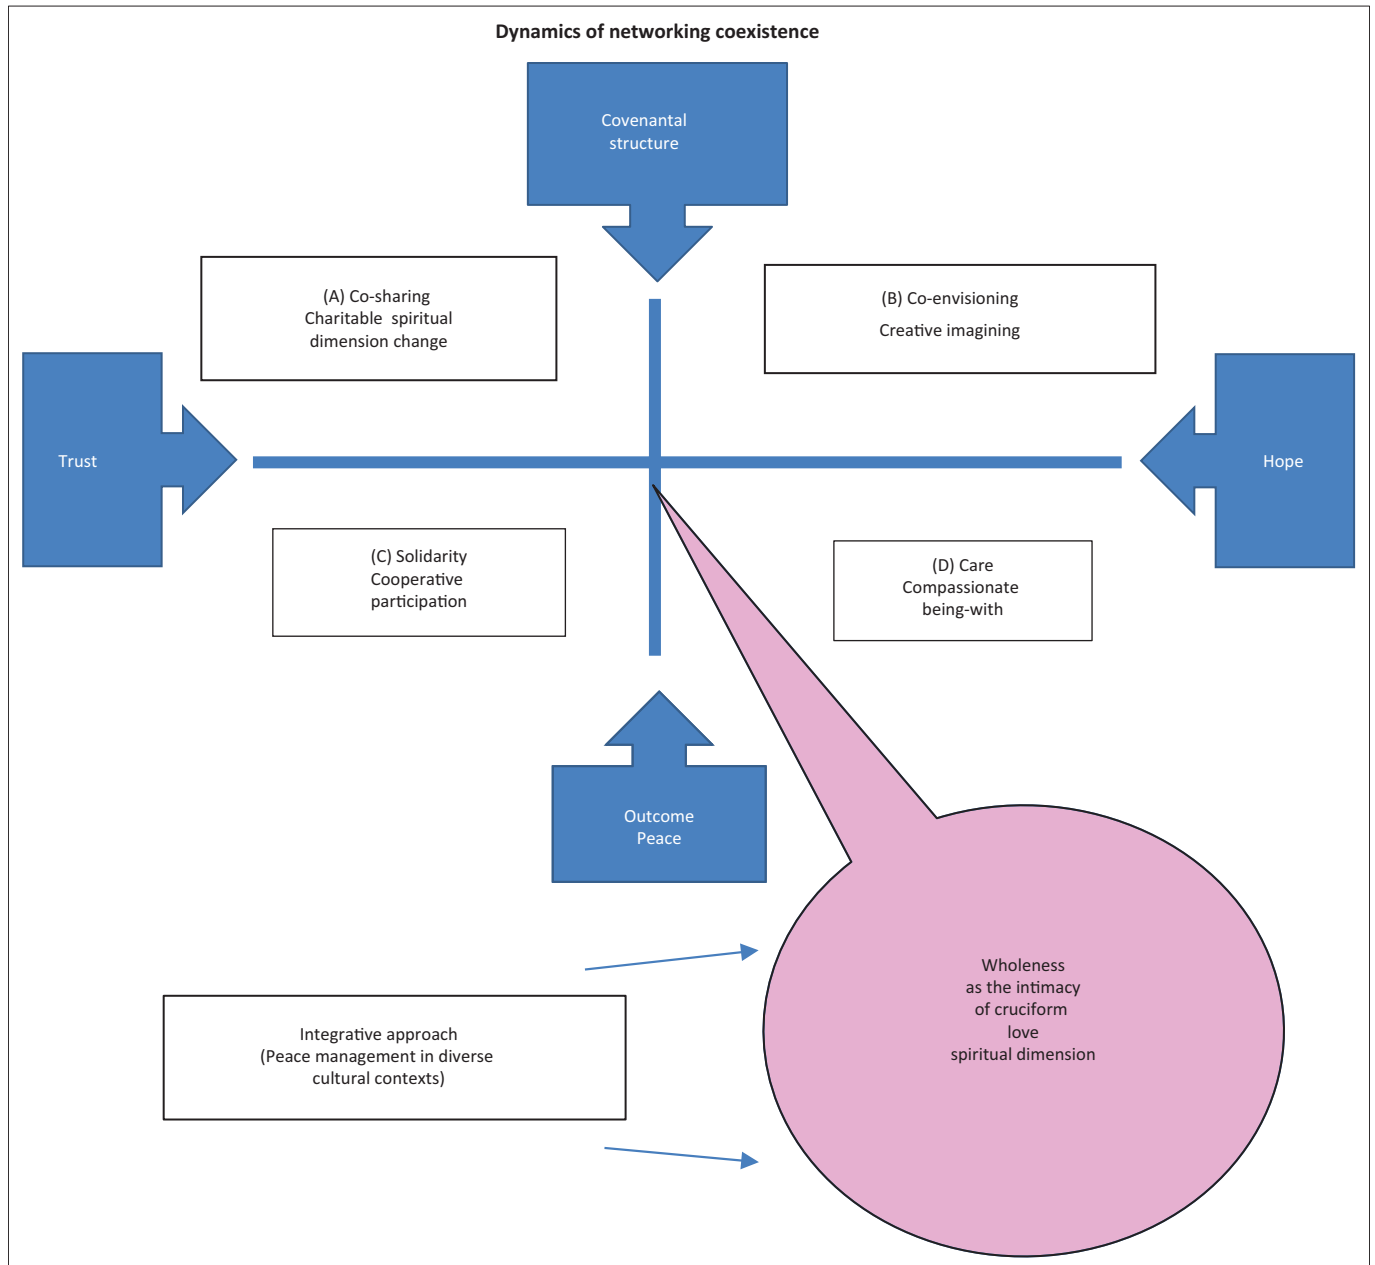 Dynamics of networking coexistence
Covenantal
structure
(A) Co-sharing
Charitable spiritual
dimension change
(B) Co-envisioning
Creative imagining
Trust
Hope
(C) Solidarity
Cooperative
participation
(D) Care
Compassionate
being-with
Outcome
Peace
Wholeness
as the intimacy
of cruciform
love
spiritual dimension
Integrative approach
(Peace management in diverse
cultural contexts)